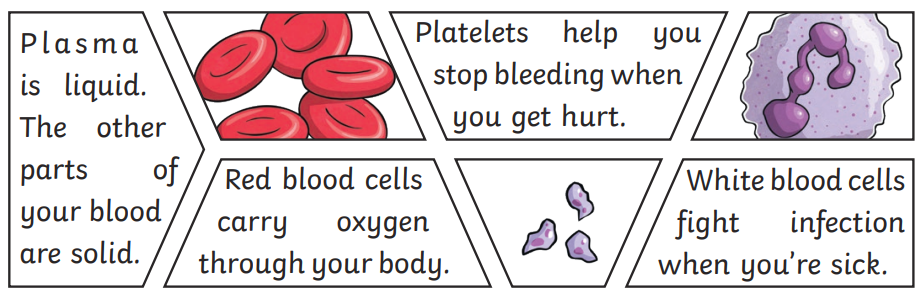 Plasma
is liquid.
The other
parts of
your blood
are solid.
Platelets help you
stop bleeding when
you get hurt.
Red blood cells
carry oxygen
through your body.
White blood cells
fight infection
when you're sick.